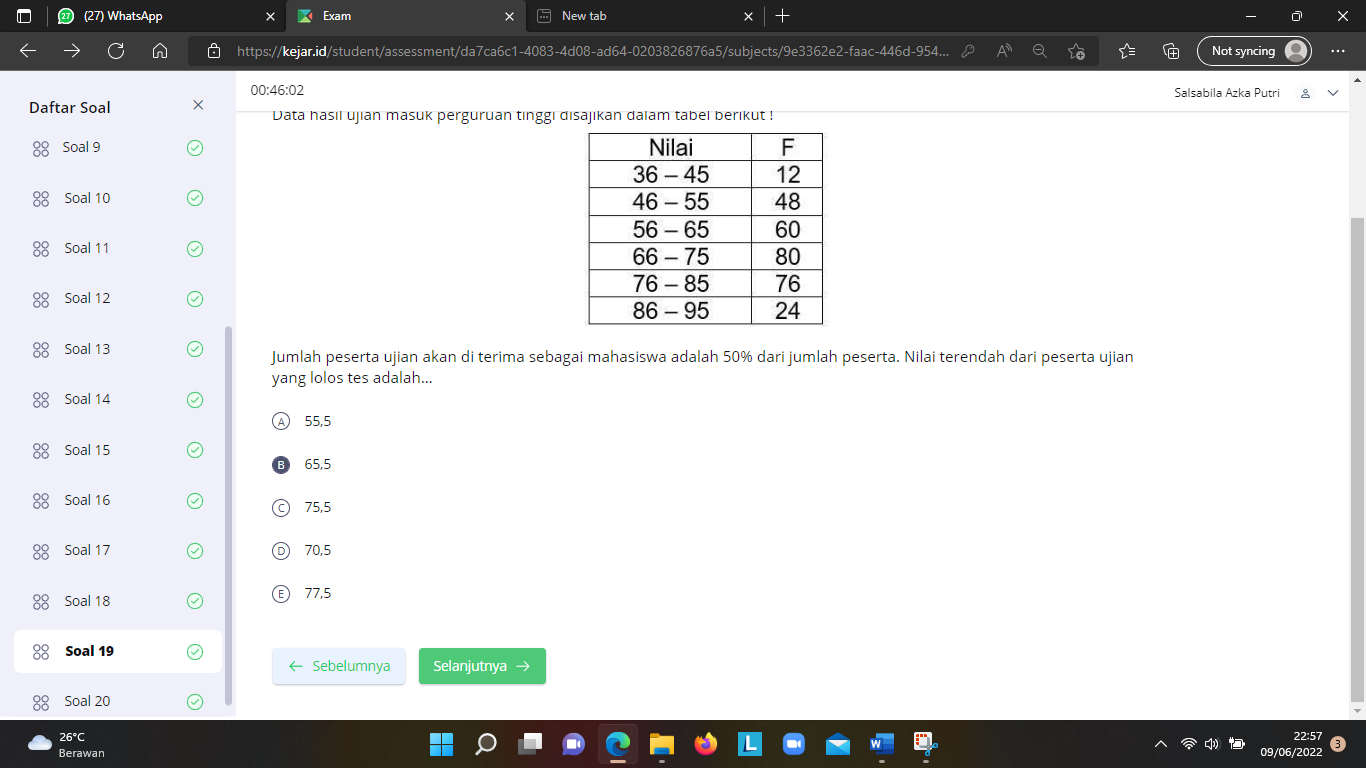 27
(27) WhatsApp
Exam
New tab
https://kejar.id/student/assessment/da7ca6c1-4083-4d08-ad64-0203826876a5/subjects/9e3362e2-faac-446d-954...
Not syncing
Daftar Soal
00:46:02
Salsabila Azka Putri
Soal 9
Soal 10
Soal 11
Soal 12
Soal 13
Soal 14
Soal 15
Soal 16
Soal 17
Soal 18
Soal 19
Soal 20
Data hasil ujian masuk perguruan tinggi disajikan dalam tabel berikut !
Nilai F
36 – 45 12
46 – 55 48
56 – 65 60
66 – 75 80
76 – 85 76
86 – 95 24
Jumlah peserta ujian akan di terima sebagai mahasiswa adalah 50% dari jumlah peserta. Nilai terendah dari peserta ujian
yang lolos tes adalah...
A 55,5
B 65,5
C 75,5
D 70,5
E 77,5
← Sebelumnya
Selanjutnya →
26°C
Berawan
22:57
09/06/2022
3